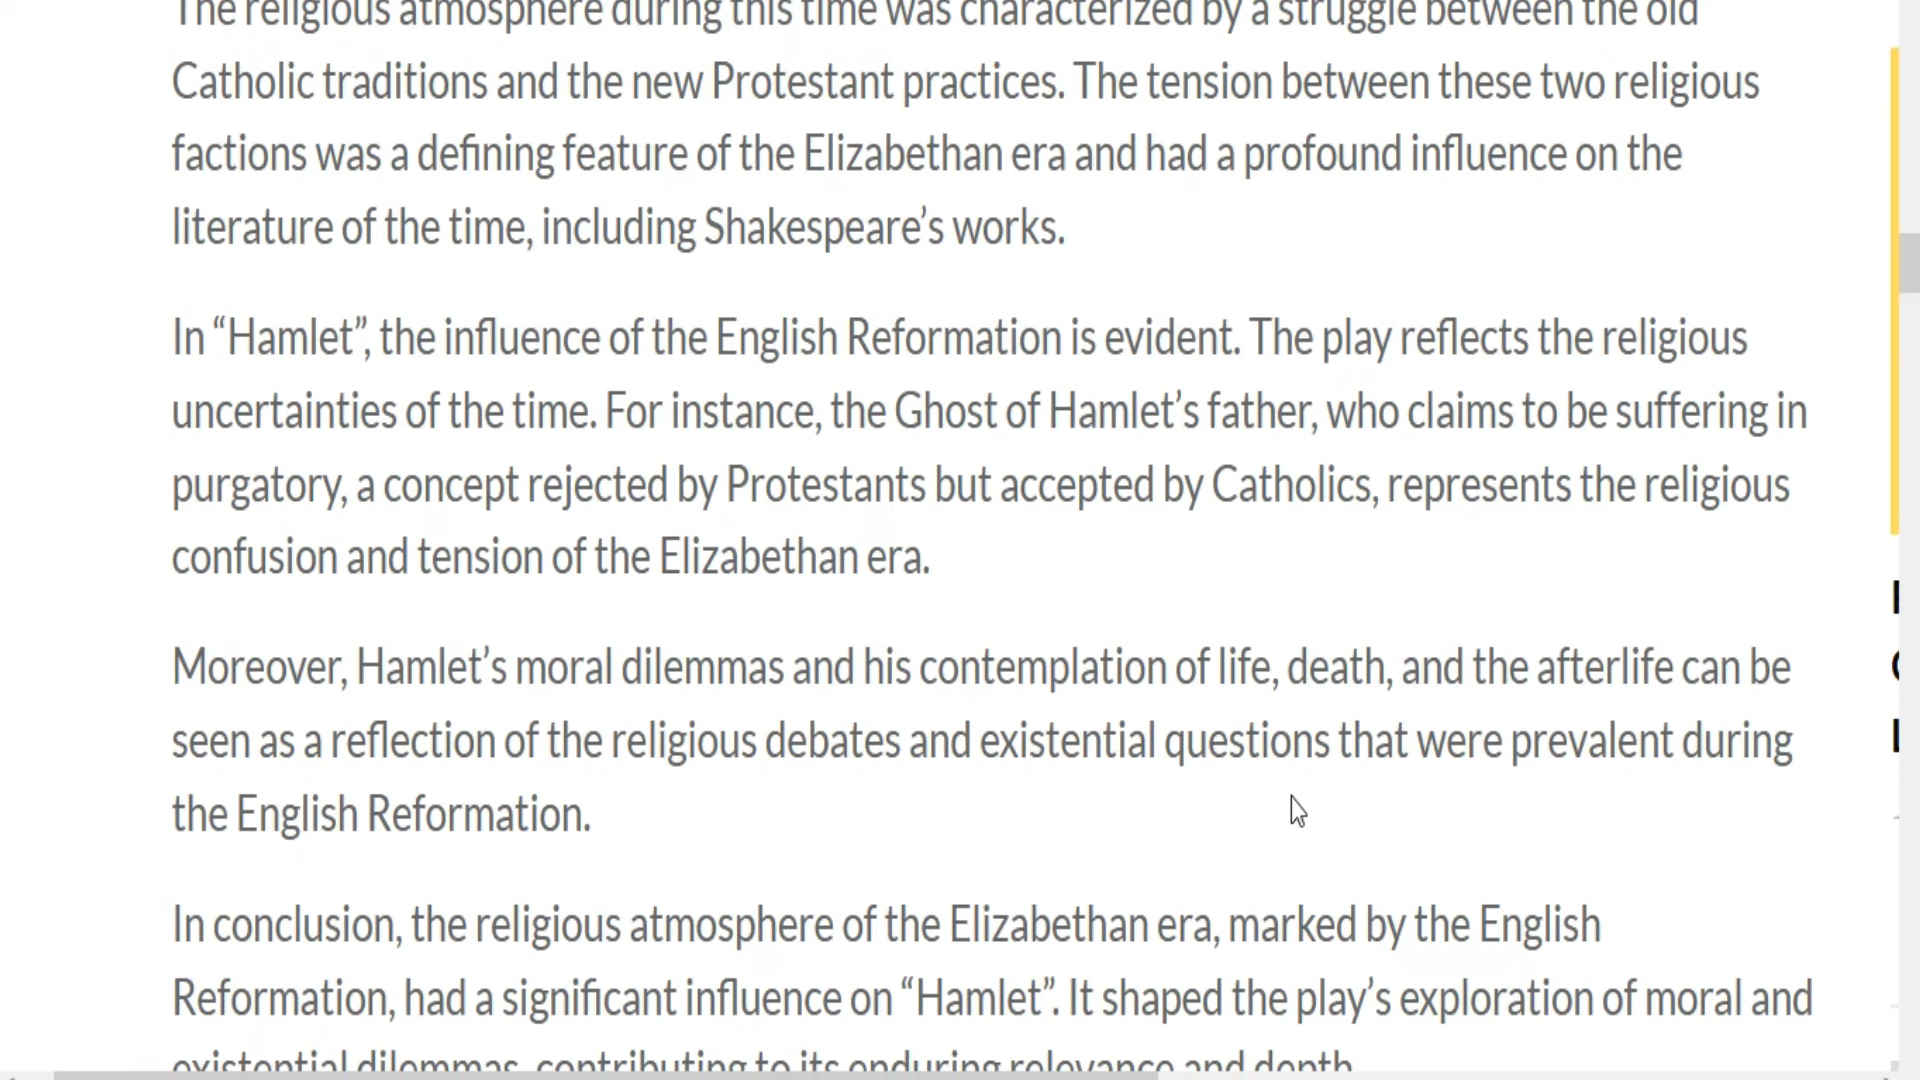 The religious atmosphere during this time was characterized by a struggle between the old
Catholic traditions and the new Protestant practices. The tension between these two religious
factions was a defining feature of the Elizabethan era and had a profound influence on the
literature of the time, including Shakespeare’s works.
In “Hamlet”, the influence of the English Reformation is evident. The play reflects the religious
uncertainties of the time. For instance, the Ghost of Hamlet’s father, who claims to be suffering in
purgatory, a concept rejected by Protestants but accepted by Catholics, represents the religious
confusion and tension of the Elizabethan era.
Moreover, Hamlet’s moral dilemmas and his contemplation of life, death, and the afterlife can be
seen as a reflection of the religious debates and existential questions that were prevalent during
the English Reformation.
In conclusion, the religious atmosphere of the Elizabethan era, marked by the English
Reformation, had a significant influence on “Hamlet”. It shaped the play’s exploration of moral and
existential dilemmas, contributing to its enduring relevance and depth.